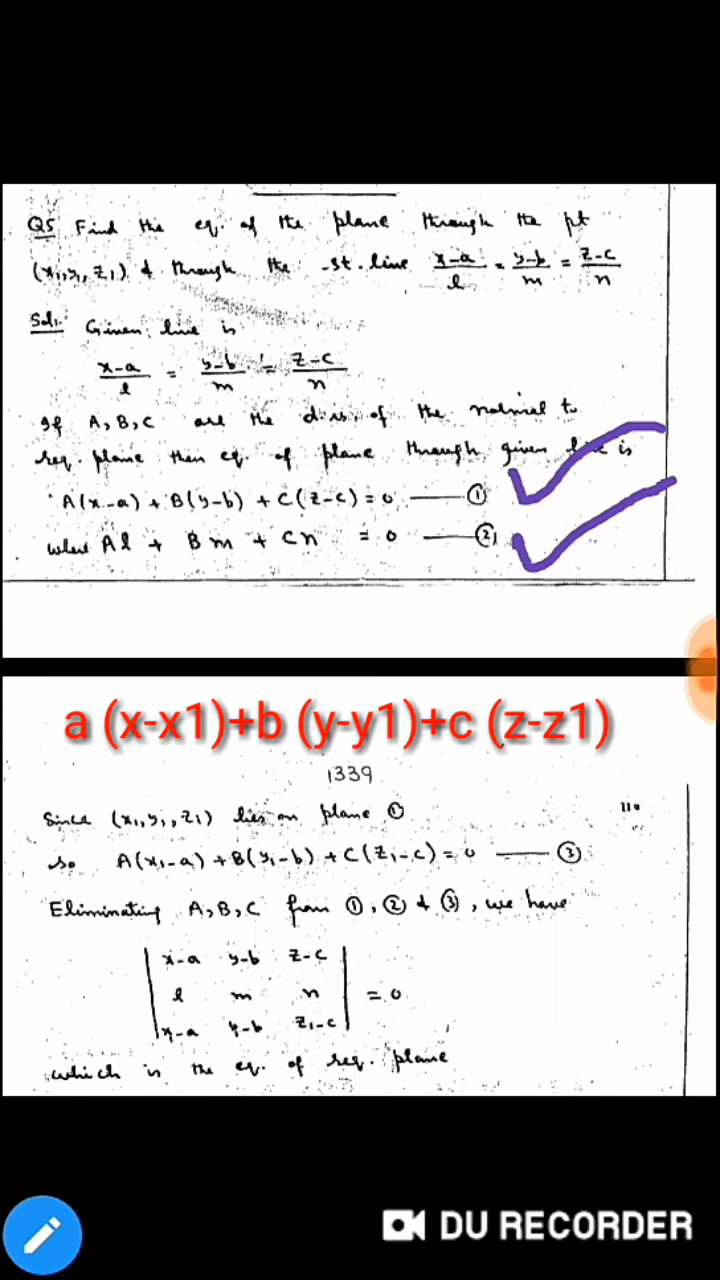 Q5 Find the eq. of the plane through the pt
(x₁, y₁, z₁) & through the st. line x-a/l = y-b/m = z-c/n
Sol: Given line is
x-a/l = y-b/m = z-c/n
If A, B, C are the d.rs. of the normal to
req. plane then eq. of plane through given line is
A(x-a) + B(y-b) + C(z-c) = 0 —— ①
where Al + Bm + Cn = 0 —— ②
a (x-x1)+b (y-y1)+c (z-z1)
1339
110
Since (x₁, y₁, z₁) lies on plane ①
so A(x₁-a) + B(y₁-b) + C(z₁-c) = 0 —— ③
Eliminating A, B, C from ①, ② & ③, we have
| x-a y-b z-c |
| l m n | = 0
| x₁-a y₁-b z₁-c |
which is the eq. of req. plane
DU RECORDER